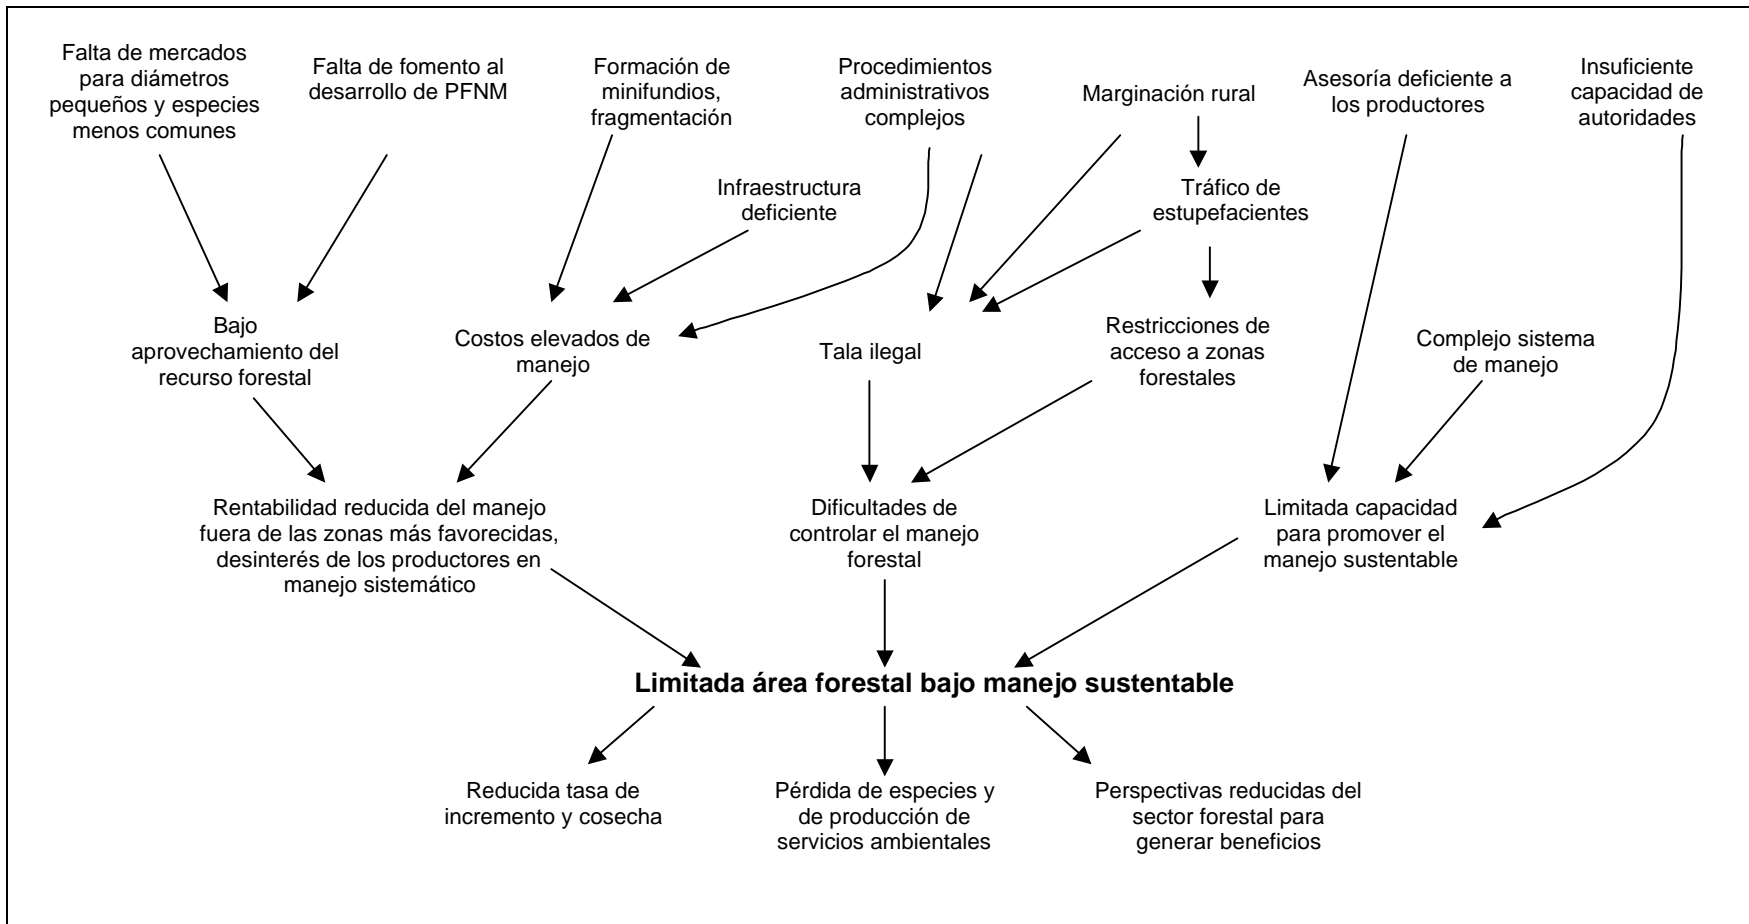 Falta de mercados
para diámetros
pequeños y especies
menos comunes
Falta de fomento al
desarrollo de PFNM
Formación de
minifundios,
fragmentación
Procedimientos
administrativos
complejos
Marginación rural
Asesoría deficiente a
los productores
Insuficiente
capacidad de
autoridades
Infraestructura
deficiente
Tráfico de
estupefacientes
Bajo
aprovechamiento del
recurso forestal
Costos elevados de
manejo
Tala ilegal
Restricciones de
acceso a zonas
forestales
Complejo sistema
de manejo
Rentabilidad reducida del manejo
fuera de las zonas más favorecidas,
desinterés de los productores en
manejo sistemático
Dificultades de
controlar el manejo
forestal
Limitada capacidad
para promover el
manejo sustentable
Limitada área forestal bajo manejo sustentable
Reducida tasa de
incremento y cosecha
Pérdida de especies y
de producción de
servicios ambientales
Perspectivas reducidas del
sector forestal para
generar beneficios